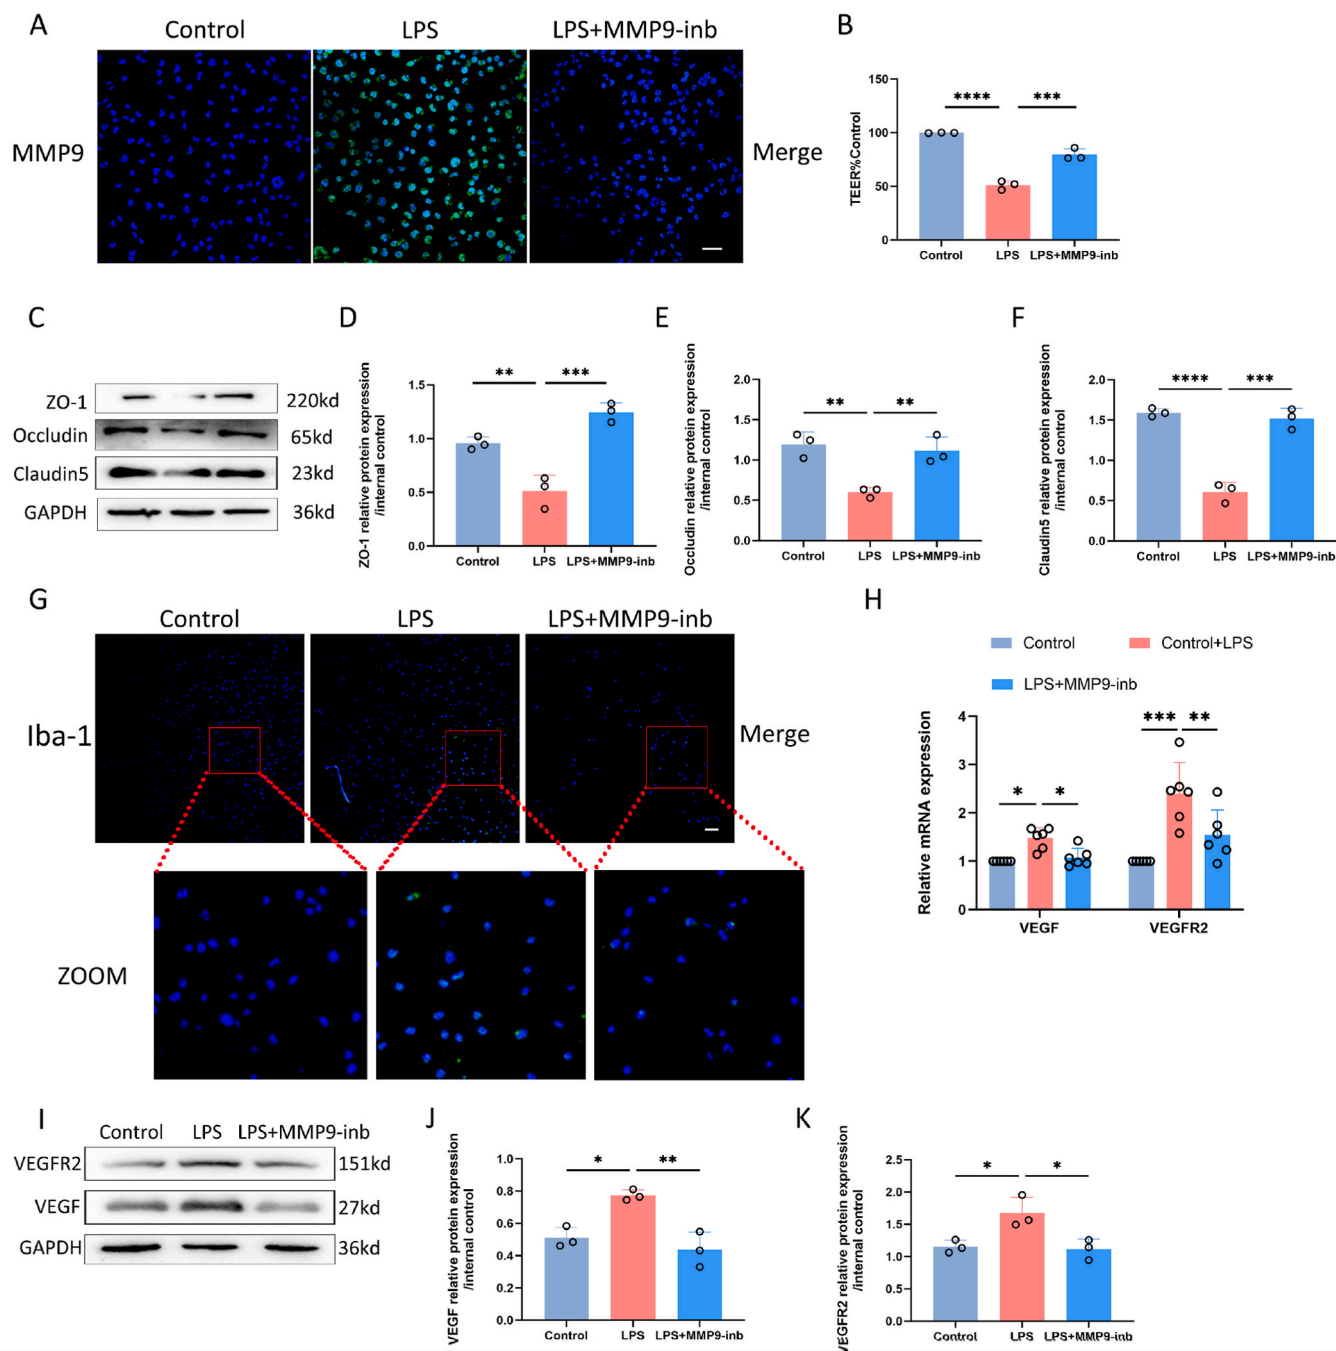 A
Control
LPS
LPS+MMP9-inb
MMP9
Merge
B
TEER%Control
150
100
50
0
**** ***
Control
LPS
LPS+MMP9-inb
C
ZO-1
220kd
Occludin
65kd
Claudin5
23kd
GAPDH
36kd
D
ZO-1 relative protein expression
/internal control
1.5
1.0
0.5
0.0
** ***
Control
LPS
LPS+MMP9-inb
E
Occludin relative protein expression
/internal control
2.0
1.5
1.0
0.5
0.0
** **
Control
LPS
LPS+MMP9-inb
F
Claudin5 relative protein expression
/internal control
2.0
1.5
1.0
0.5
0.0
**** ***
Control
LPS
LPS+MMP9-inb
G
Control
LPS
LPS+MMP9-inb
Iba-1
Merge
ZOOM
H
Control
Control+LPS
LPS+MMP9-inb
Relative mRNA expression
4
3
2
1
0
* *
*** **
VEGF
VEGFR2
I
Control
LPS
LPS+MMP9-inb
VEGFR2
151kd
VEGF
27kd
GAPDH
36kd
J
VEGF relative protein expression
/internal control
1.0
0.8
0.6
0.4
0.2
0.0
* **
Control
LPS
LPS+MMP9-inb
K
VEGFR2 relative protein expression
/internal control
2.5
2.0
1.5
1.0
0.5
0.0
* *
Control
LPS
LPS+MMP9-inb